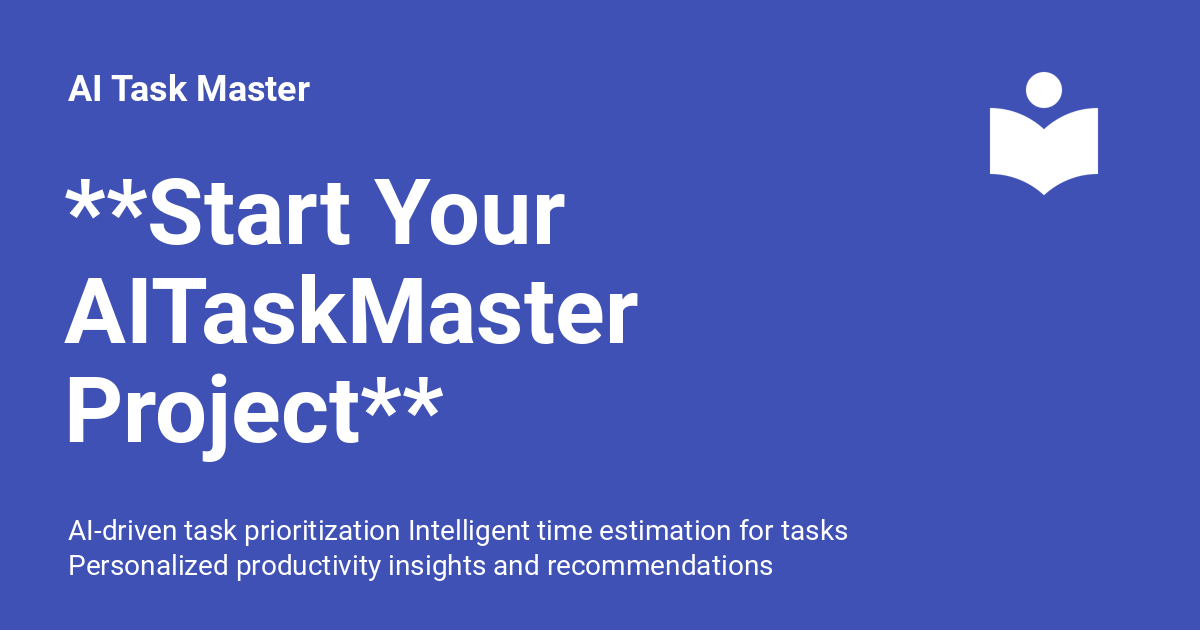 AI Task Master
**Start Your
AITaskMaster
Project**
AI-driven task prioritization Intelligent time estimation for tasks
Personalized productivity insights and recommendations